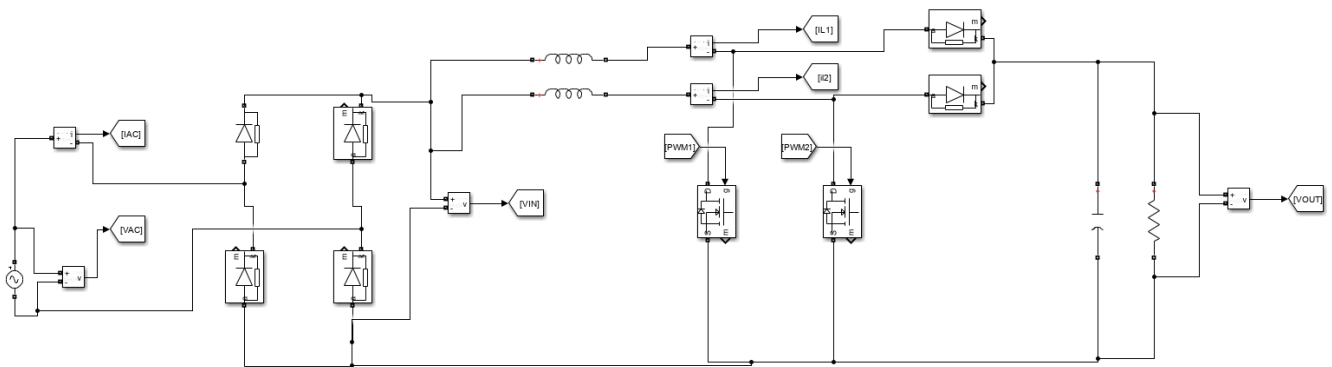 [IL1]
[il2]
[IAC]
[VAC]
[VIN]
[PWM1]
[PWM2]
[VOUT]
+
-
i
+
-
i
+
-
i
+
-
v
+
-
v
+
-
v
m
m
m
m
m
D
g
S
m
D
g
S
m